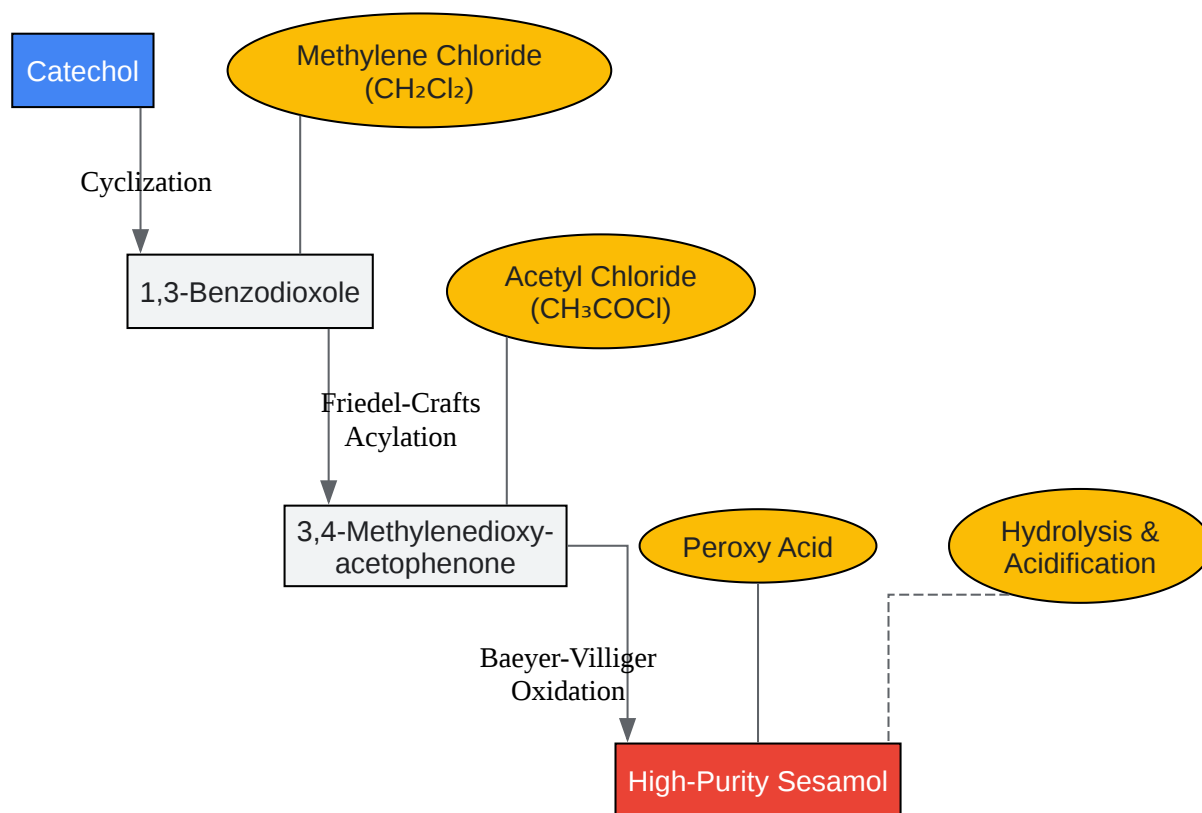 Catechol
Methylene Chloride
(CH₂Cl₂)
Cyclization
1,3-Benzodioxole
Acetyl Chloride
(CH₃COCl)
Friedel-Crafts
Acylation
3,4-Methylenedioxy-
acetophenone
Peroxy Acid
Hydrolysis &
Acidification
Baeyer-Villiger
Oxidation
High-Purity Sesamol